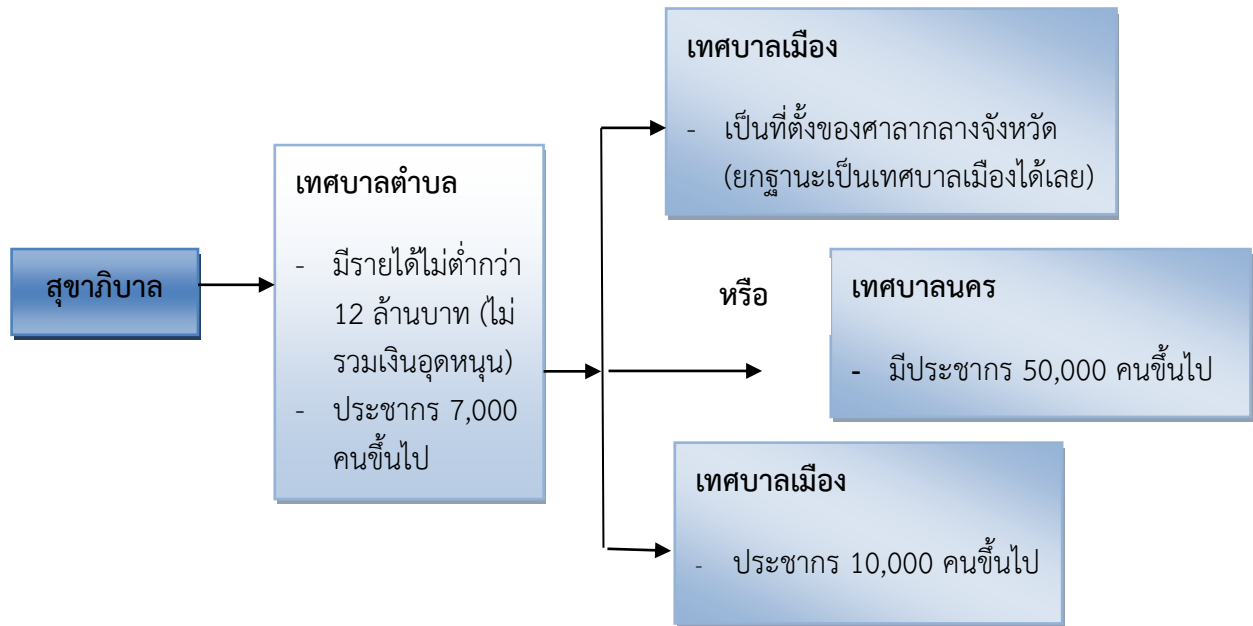 สุขาภิบาล
เทศบาลตำบล
- มีรายได้ไม่ต่ำกว่า
12 ล้านบาท (ไม่
รวมเงินอุดหนุน)
- ประชากร 7,000
คนขึ้นไป
เทศบาลเมือง
- เป็นที่ตั้งของศาลากลางจังหวัด
(ยกฐานะเป็นเทศบาลเมืองได้เลย)
หรือ
เทศบาลนคร
- มีประชากร 50,000 คนขึ้นไป
เทศบาลเมือง
- ประชากร 10,000 คนขึ้นไป